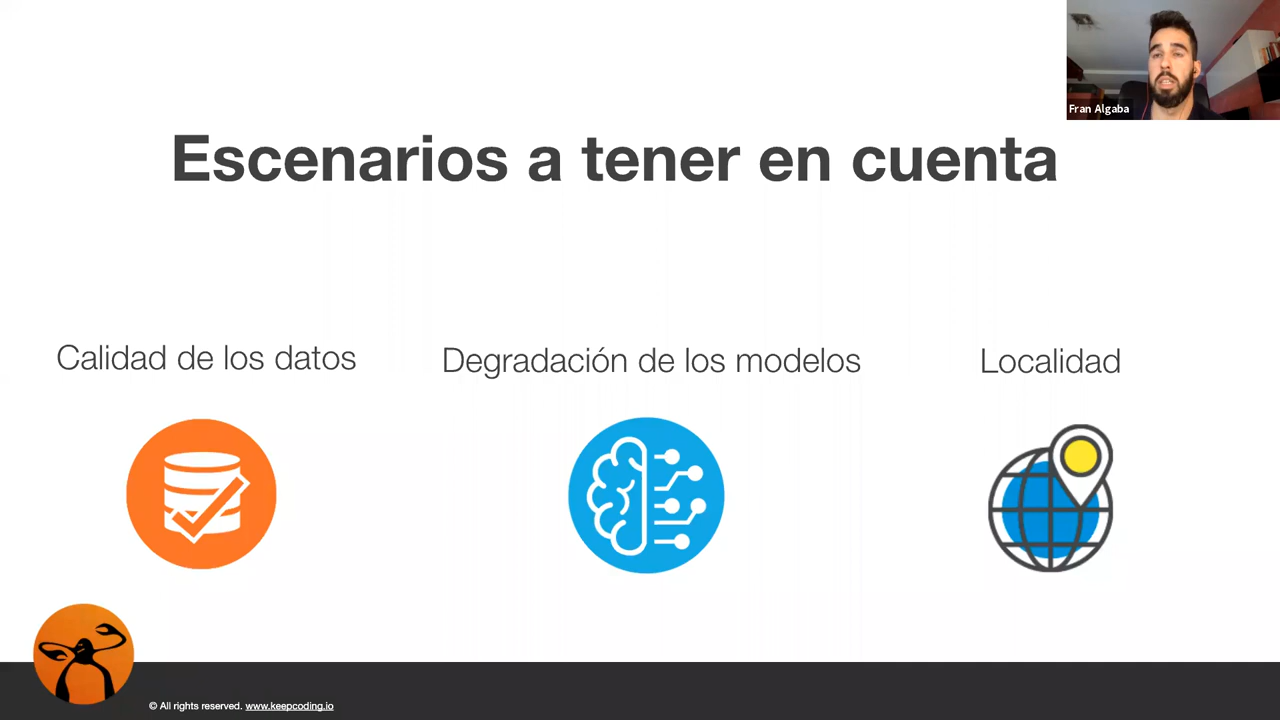 Fran Algaba
Escenarios a tener en cuenta
Calidad de los datos
Degradación de los modelos
Localidad
© All rights reserved. www.keepcoding.io